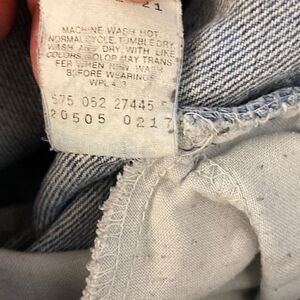 21
MACHINE WASH HOT
NORMAL CYCLE TUMBLE DRY
WASH AND DRY WITH LIKE
COLORS COLOR MAY TRANS
FER WHEN NEW WASH
BEFORE WEARING
WPL 423
575 052 27445
20505 0217